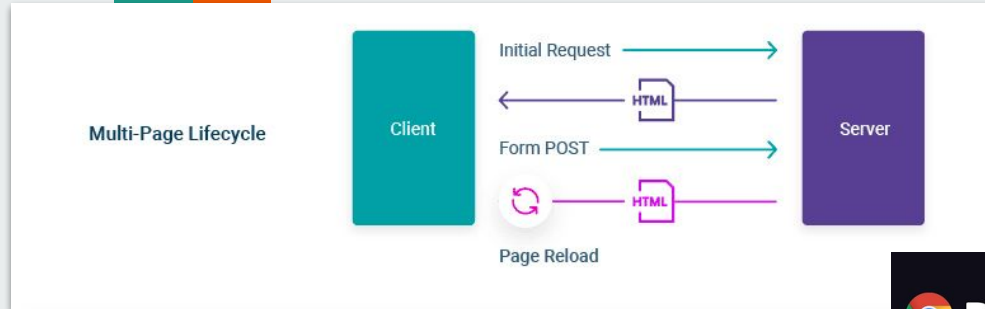 Multi-Page Lifecycle
Client
Initial Request
HTML
Form POST
HTML
Page Reload
Server